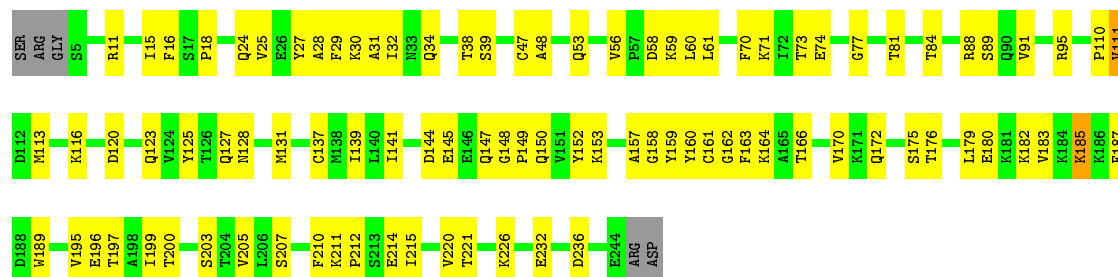 SER ARG GLY S5 R11 I15 F16 S17 P18 Q24 V25 E26 Y27 A28 F29 K30 A31 I32 N33 Q34 T38 S39 C47 A48 Q53 V56 P57 D58 K59 L60 L61 F70 K71 I72 T73 E74 G77 T81 T84 R88 S89 Q90 V91 R95 P110 V111
D112 M113 K116 D120 Q123 V124 Y125 T126 Q127 N128 M131 C137 M138 I139 L140 I141 D144 E145 E146 Q147 G148 P149 Q150 V151 Y152 K153 A157 G158 Y159 Y160 C161 G162 F163 K164 A165 T166 V170 K171 Q172 S175 T176 L179 E180 K181 K182 V183 K184 K185 K186 F187
D188 W189 V195 E196 T197 A198 I199 T200 S203 T204 V205 L206 S207 F210 K211 P212 S213 E214 I215 V220 T221 K226 E232 D236 E244 ARG ASP